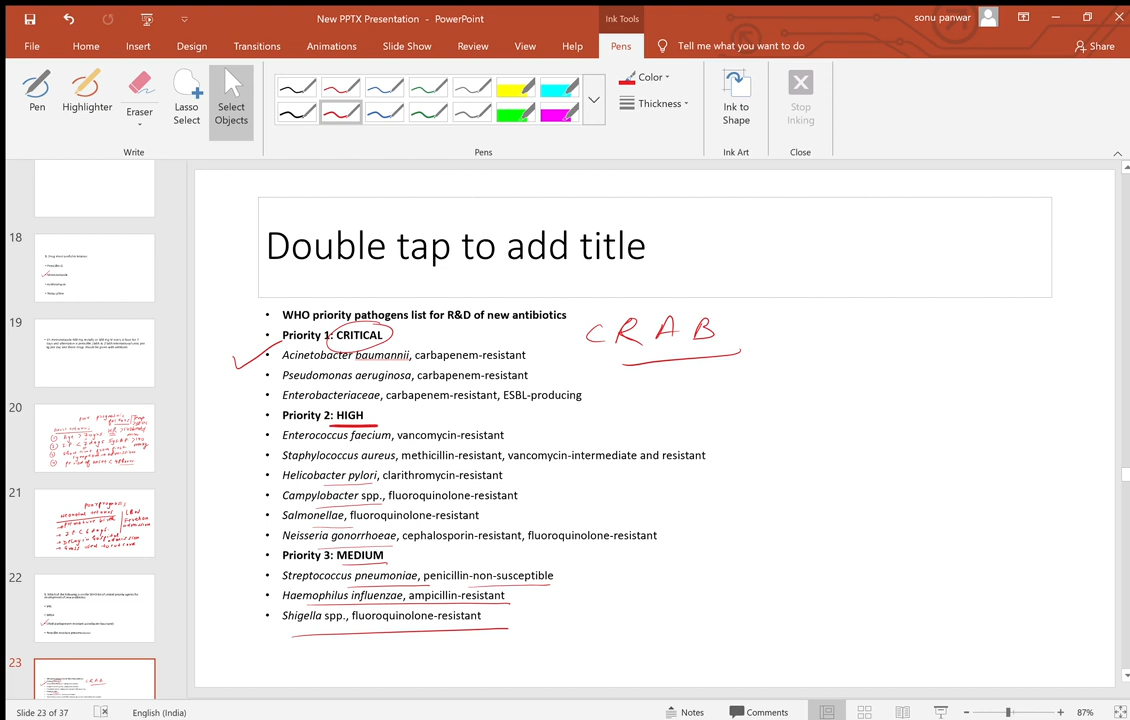 New PPTX Presentation - PowerPoint
Ink Tools
sonu panwar
File Home Insert Design Transitions Animations Slide Show Review View Help Pens Tell me what you want to do Share
Pen Highlighter Eraser Lasso Select Select Objects
Color
Thickness
Ink to Shape
Stop Inking
Write Pens Ink Art Close
18
19
20
21
22
23
Double tap to add title
• WHO priority pathogens list for R&D of new antibiotics
• Priority 1: CRITICAL
CRAB
• Acinetobacter baumannii, carbapenem-resistant
• Pseudomonas aeruginosa, carbapenem-resistant
• Enterobacteriaceae, carbapenem-resistant, ESBL-producing
• Priority 2: HIGH
• Enterococcus faecium, vancomycin-resistant
• Staphylococcus aureus, methicillin-resistant, vancomycin-intermediate and resistant
• Helicobacter pylori, clarithromycin-resistant
• Campylobacter spp., fluoroquinolone-resistant
• Salmonellae, fluoroquinolone-resistant
• Neisseria gonorrhoeae, cephalosporin-resistant, fluoroquinolone-resistant
• Priority 3: MEDIUM
• Streptococcus pneumoniae, penicillin-non-susceptible
• Haemophilus influenzae, ampicillin-resistant
• Shigella spp., fluoroquinolone-resistant
Slide 23 of 37 English (India) Notes Comments 87%